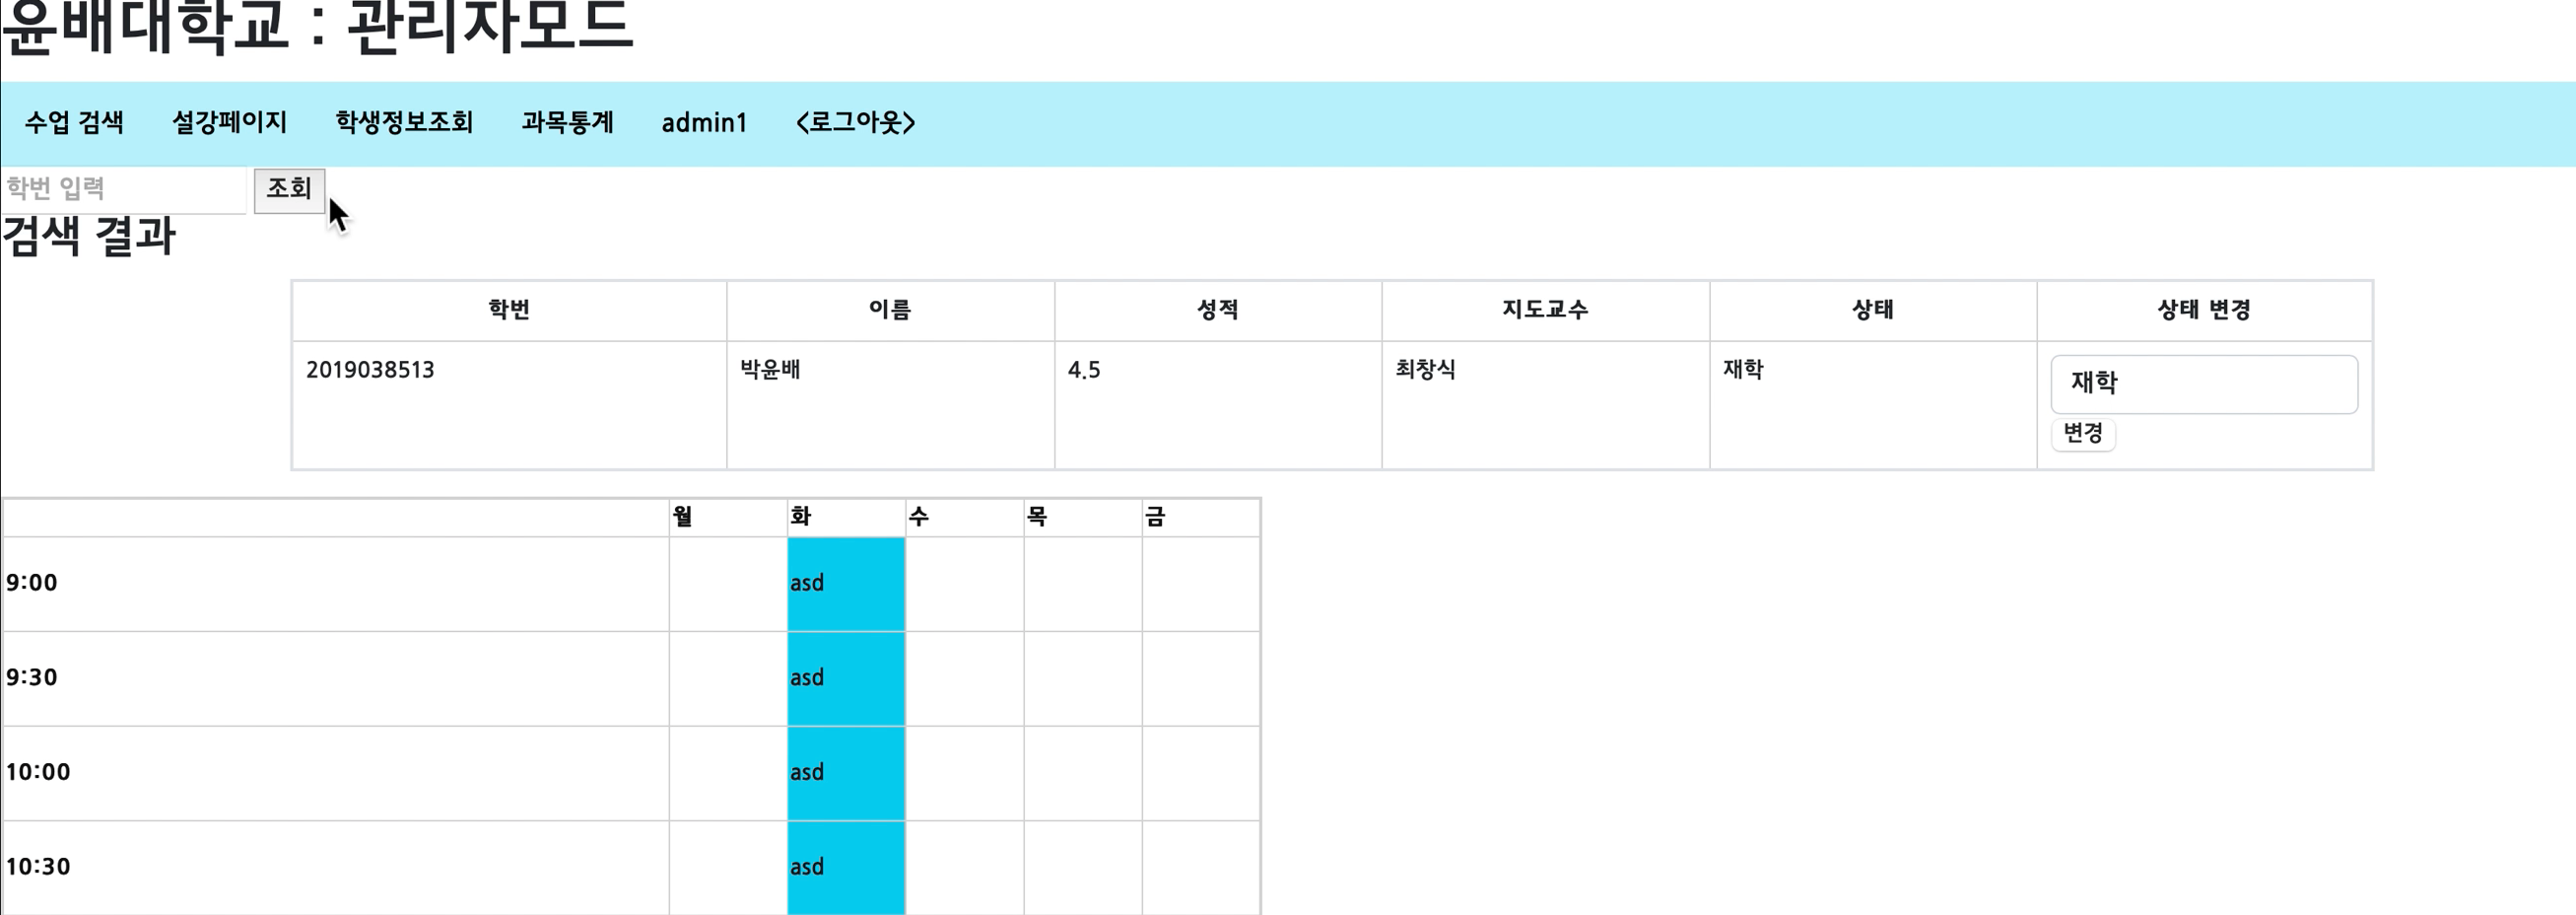 윤배대학교 : 관리자모드
수업 검색 설강페이지 학생정보조회 과목통계 admin1 <로그아웃>
학번 입력 조회
검색 결과
학번 이름 성적 지도교수 상태 상태 변경
2019038513 박윤배 4.5 최창식 재학 재학
변경
월 화 수 목 금
9:00 asd
9:30 asd
10:00 asd
10:30 asd